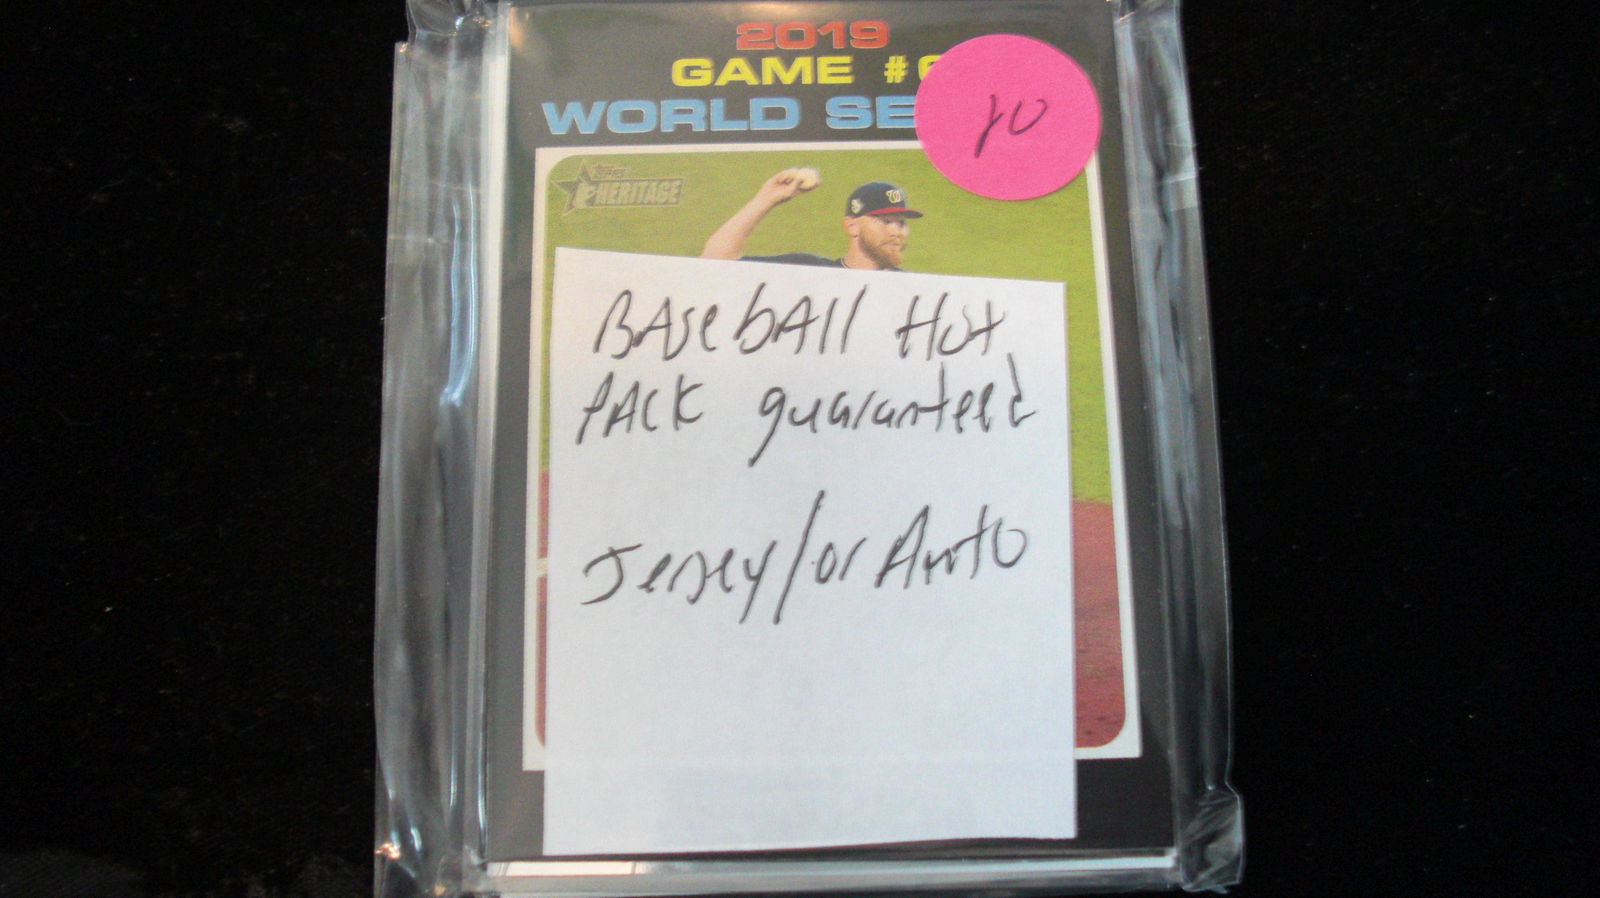 2019
GAME #6
WORLD SE
10
Topps
HERITAGE
W
BAseBAll Hot
PACK guaranteed
Jersey/or Auto